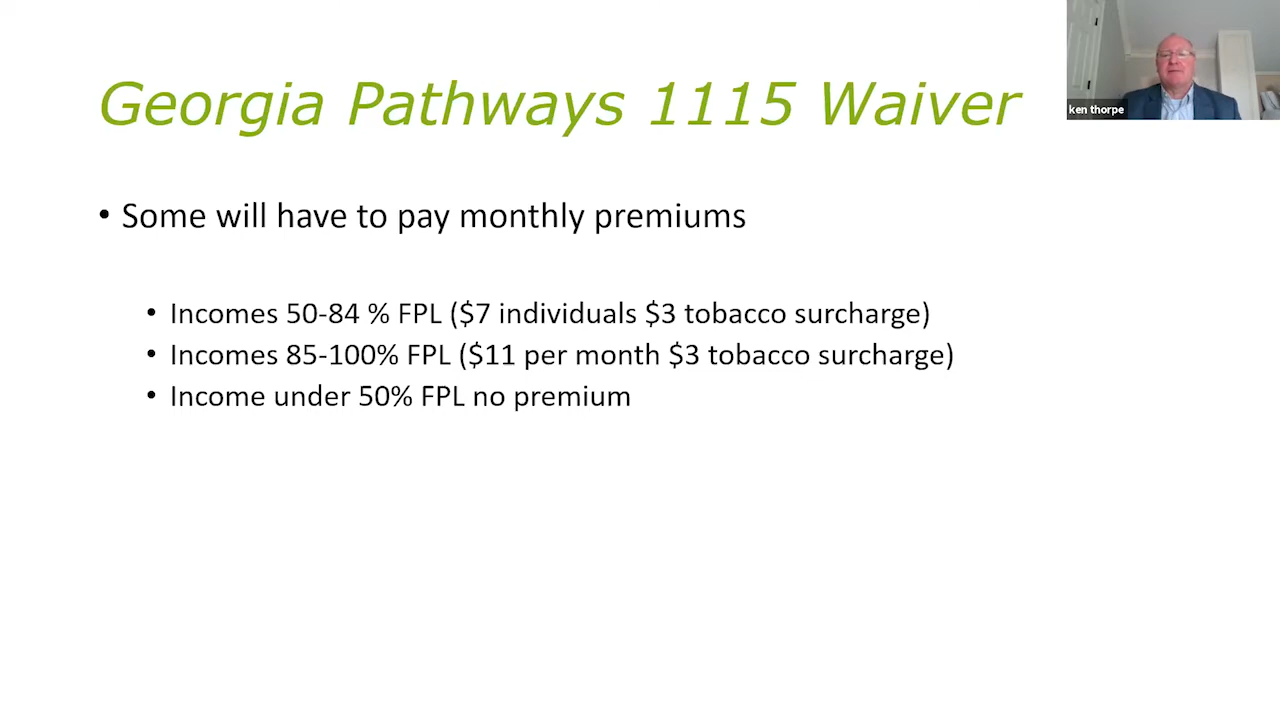 Georgia Pathways 1115 Waiver
ken thorpe
• Some will have to pay monthly premiums
• Incomes 50-84 % FPL ($7 individuals $3 tobacco surcharge)
• Incomes 85-100% FPL ($11 per month $3 tobacco surcharge)
• Income under 50% FPL no premium